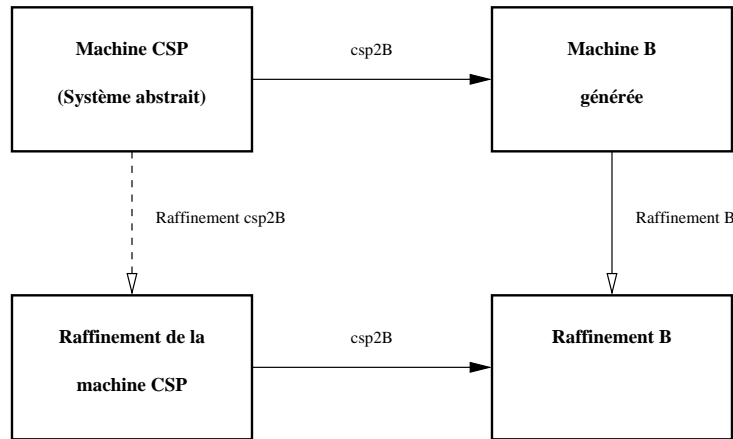 Machine CSP
(Système abstrait)
csp2B
Machine B
générée
Raffinement csp2B
Raffinement B
Raffinement de la
machine CSP
csp2B
Raffinement B